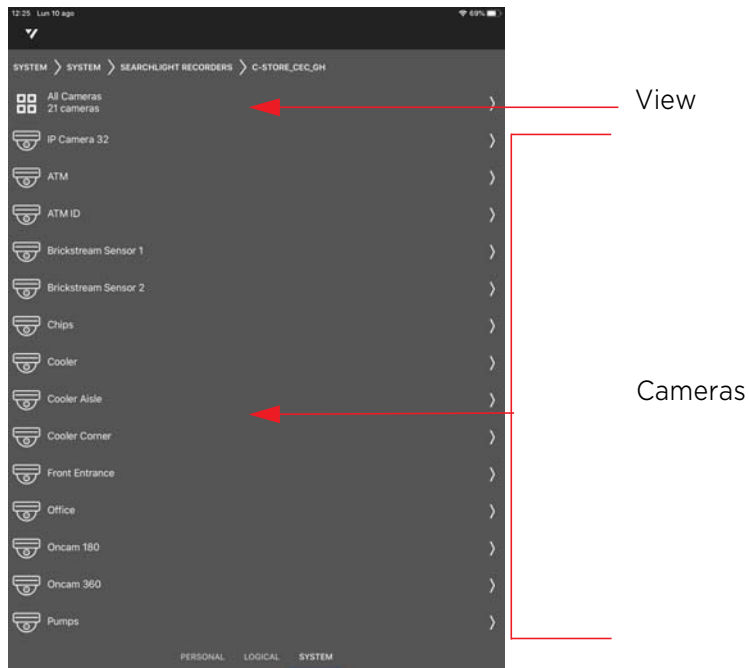 12:25 Lun 10 ago
69%
SYSTEM > SYSTEM > SEARCHLIGHT RECORDERS > C-STORE_CEC_GH
All Cameras
21 cameras
View
IP Camera 32
ATM
ATM ID
Brickstream Sensor 1
Brickstream Sensor 2
Chips
Cooler
Cooler Aisle
Cameras
Cooler Corner
Front Entrance
Office
Oncam 180
Oncam 360
Pumps
PERSONAL LOGICAL SYSTEM